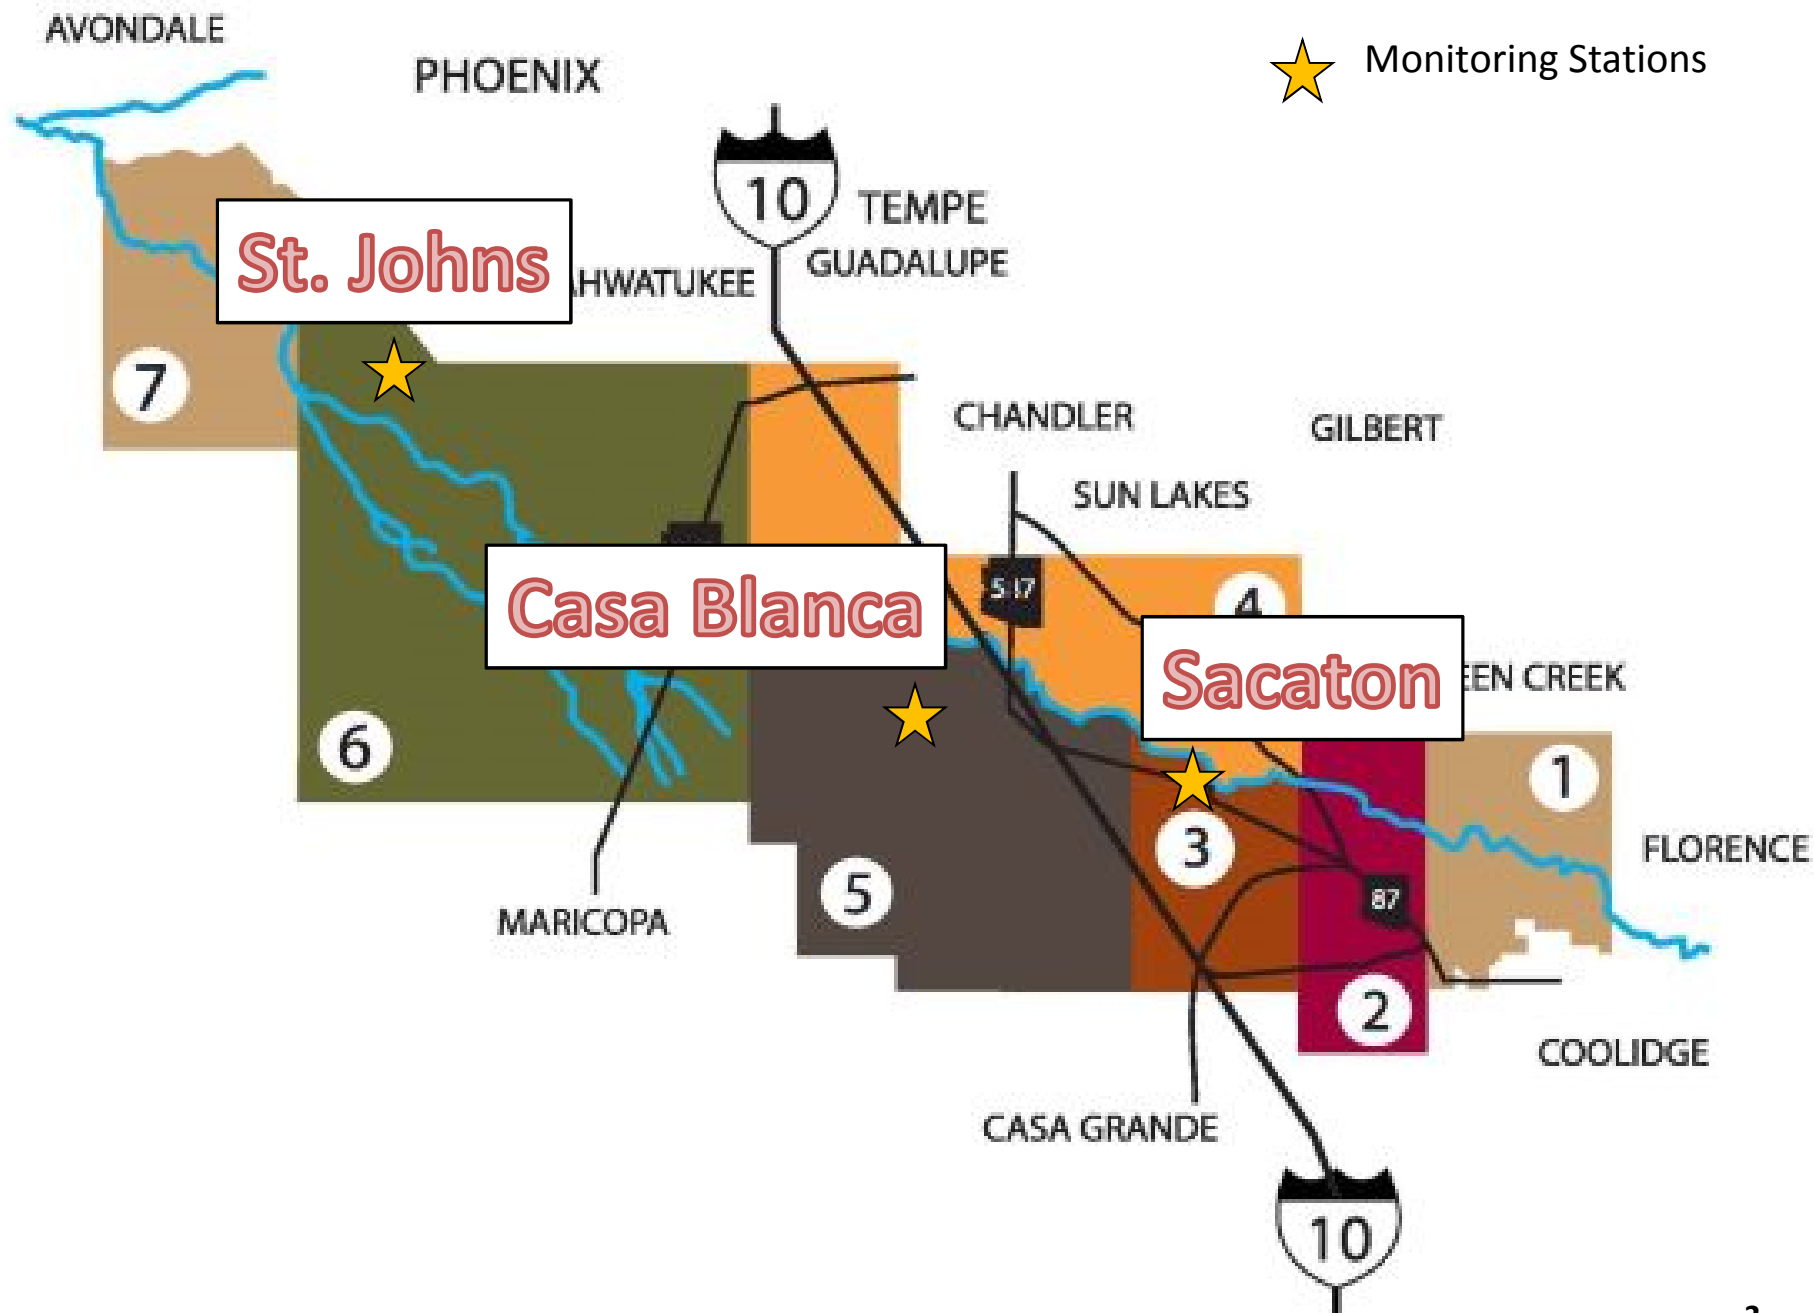 AVONDALE
PHOENIX
Monitoring Stations
10
TEMPE
GUADALUPE
St. Johns
AHWATUKEE
7
CHANDLER
GILBERT
SUN LAKES
Casa Blanca
4
Sacaton
EEN CREEK
6
1
3
FLORENCE
5
87
MARICOPA
2
COOLIDGE
CASA GRANDE
10